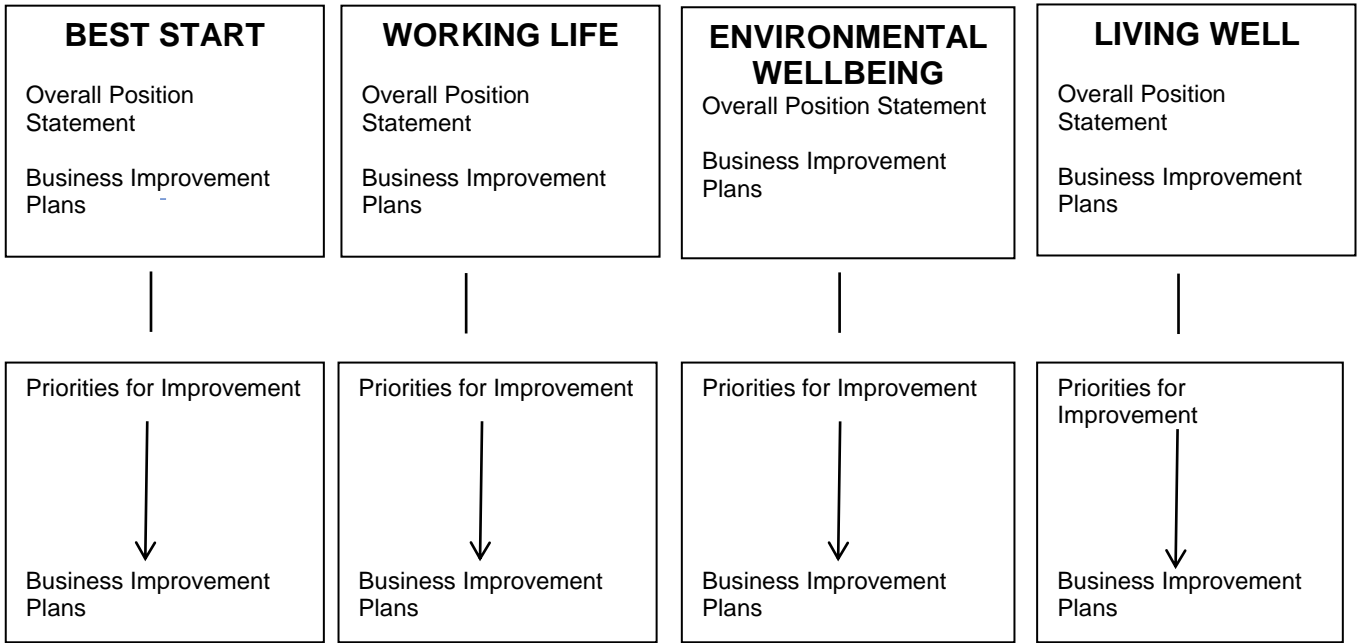 BEST START
Overall Position
Statement
Business Improvement
Plans
WORKING LIFE
Overall Position
Statement
Business Improvement
Plans
ENVIRONMENTAL
WELLBEING
Overall Position Statement
Business Improvement
Plans
LIVING WELL
Overall Position
Statement
Business Improvement
Plans
Priorities for Improvement
Business Improvement
Plans
Priorities for Improvement
Business Improvement
Plans
Priorities for Improvement
Business Improvement
Plans
Priorities for
Improvement
Business Improvement
Plans